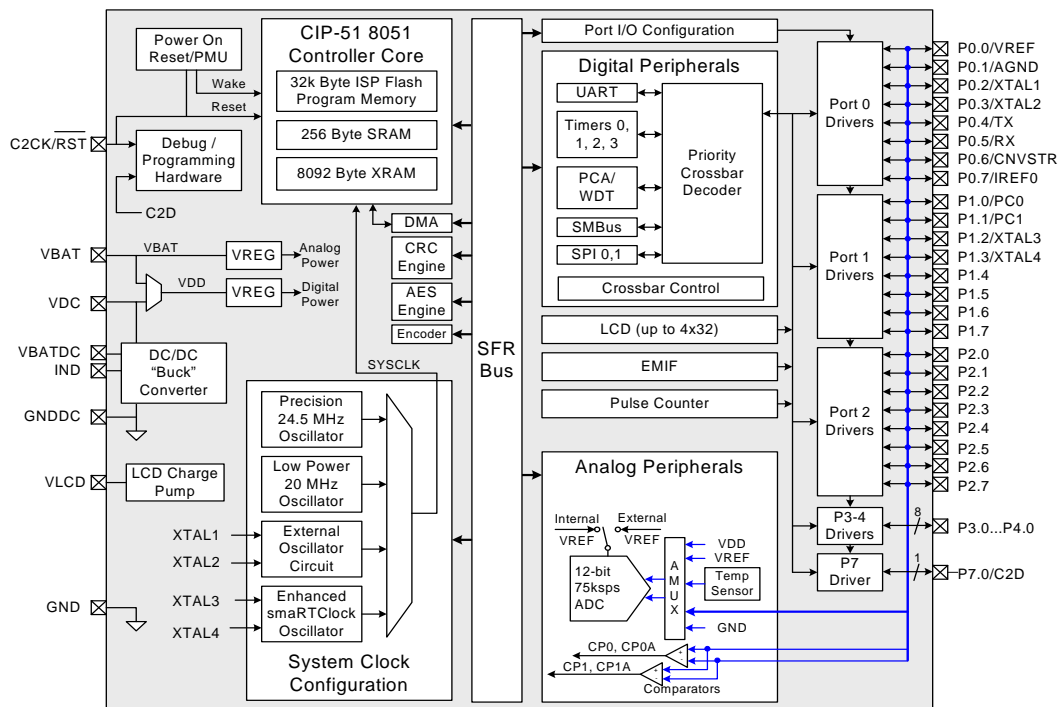 Power On
Reset/PMU
Wake
Reset
C2CK/RST
Debug /
Programming
Hardware
C2D
VBAT
VBAT
VREG
Analog
Power
VDC
VDD
VREG
Digital
Power
VBATDC
IND
DC/DC
“Buck”
Converter
GNDDC
VLCD
LCD Charge
Pump
XTAL1
XTAL2
XTAL3
XTAL4
GND
CIP-51 8051
Controller Core
32k Byte ISP Flash
Program Memory
256 Byte SRAM
8092 Byte XRAM
DMA
CRC
Engine
AES
Engine
Encoder
SYSCLK
Precision
24.5 MHz
Oscillator
Low Power
20 MHz
Oscillator
External
Oscillator
Circuit
Enhanced
smaRTClock
Oscillator
System Clock
Configuration
SFR
Bus
Port I/O Configuration
Digital Peripherals
UART
Timers 0,
1, 2, 3
PCA/
WDT
SMBus
SPI 0,1
Priority
Crossbar
Decoder
Crossbar Control
LCD (up to 4x32)
EMIF
Pulse Counter
Analog Peripherals
Internal
VREF
External
VREF
12-bit
75ksps
ADC
A
M
U
X
VDD
VREF
Temp
Sensor
GND
CP0, CP0A
+
-
CP1, CP1A
+
-
Comparators
Port 0
Drivers
Port 1
Drivers
Port 2
Drivers
P3-4
Drivers
P7
Driver
8
1
P0.0/VREF
P0.1/AGND
P0.2/XTAL1
P0.3/XTAL2
P0.4/TX
P0.5/RX
P0.6/CNVSTR
P0.7/IREF0
P1.0/PC0
P1.1/PC1
P1.2/XTAL3
P1.3/XTAL4
P1.4
P1.5
P1.6
P1.7
P2.0
P2.1
P2.2
P2.3
P2.4
P2.5
P2.6
P2.7
P3.0...P4.0
P7.0/C2D